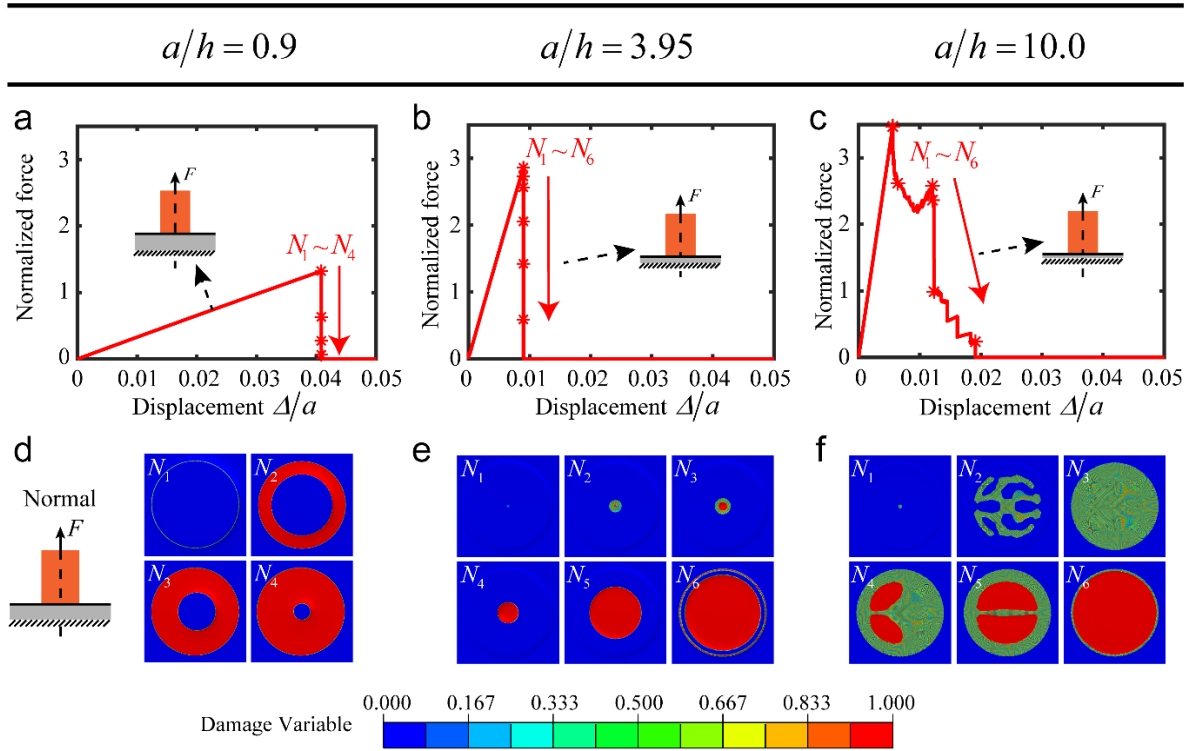 a/h = 0.9
a/h = 3.95
a/h = 10.0
a
Normalized force
3
2
1
0
0 0.01 0.02 0.03 0.04 0.05
Displacement Δ/a
F
N₁ ~ N₄
b
Normalized force
3
2
1
0
0 0.01 0.02 0.03 0.04 0.05
Displacement Δ/a
N₁ ~ N₆
F
c
Normalized force
3
2
1
0
0 0.01 0.02 0.03 0.04 0.05
Displacement Δ/a
N₁ ~ N₆
F
d
Normal
F
N₁ N₂
N₃ N₄
e
N₁ N₂ N₃
N₄ N₅ N₆
f
N₁ N₂ N₃
N₄ N₅ N₆
0.000 0.167 0.333 0.500 0.667 0.833 1.000
Damage Variable